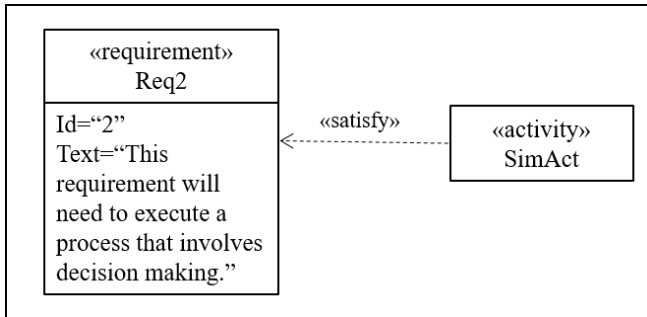 «requirement»
Req2
Id=“2”
Text=“This
requirement will
need to execute a
process that involves
decision making.”
«satisfy»
«activity»
SimAct